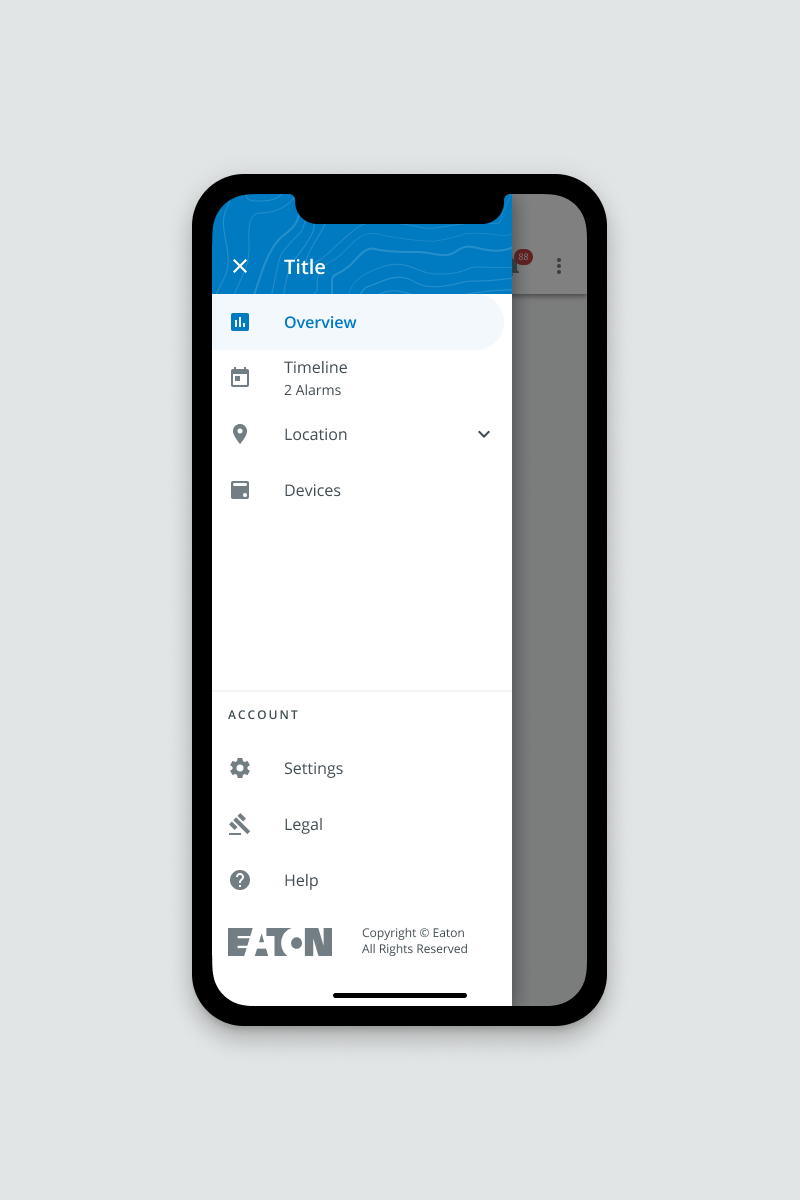 Title
88
Overview
Timeline
2 Alarms
Location
Devices
ACCOUNT
Settings
Legal
Help
EATON
Copyright © Eaton
All Rights Reserved